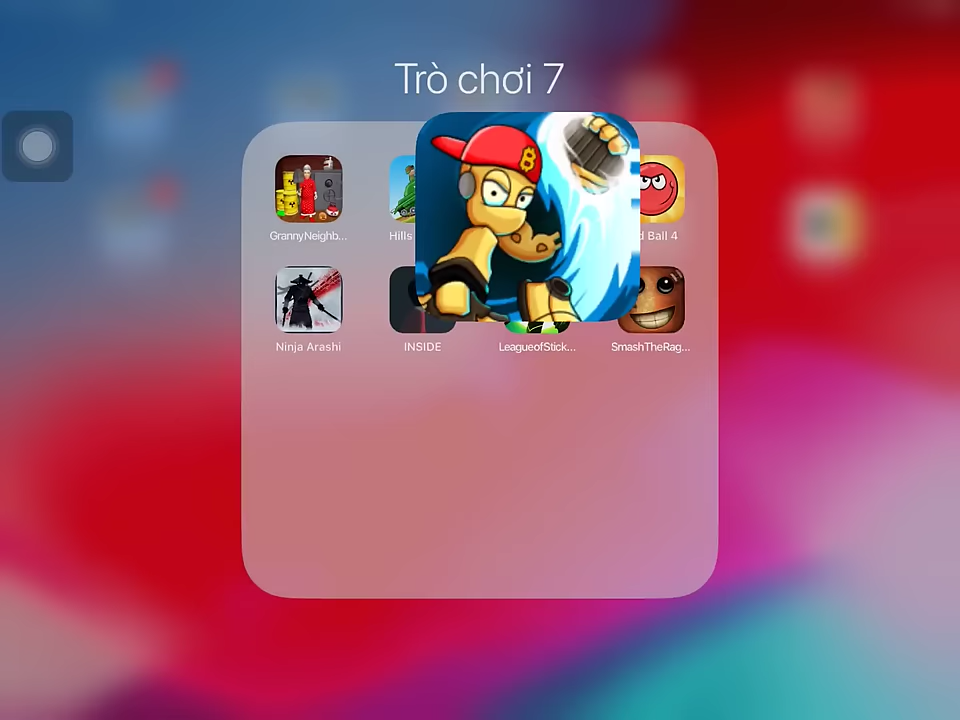 Trò chơi 7
GrannyNeighb...
Hills
d Ball 4
Ninja Arashi
INSIDE
LeagueofStick...
SmashTheRag...